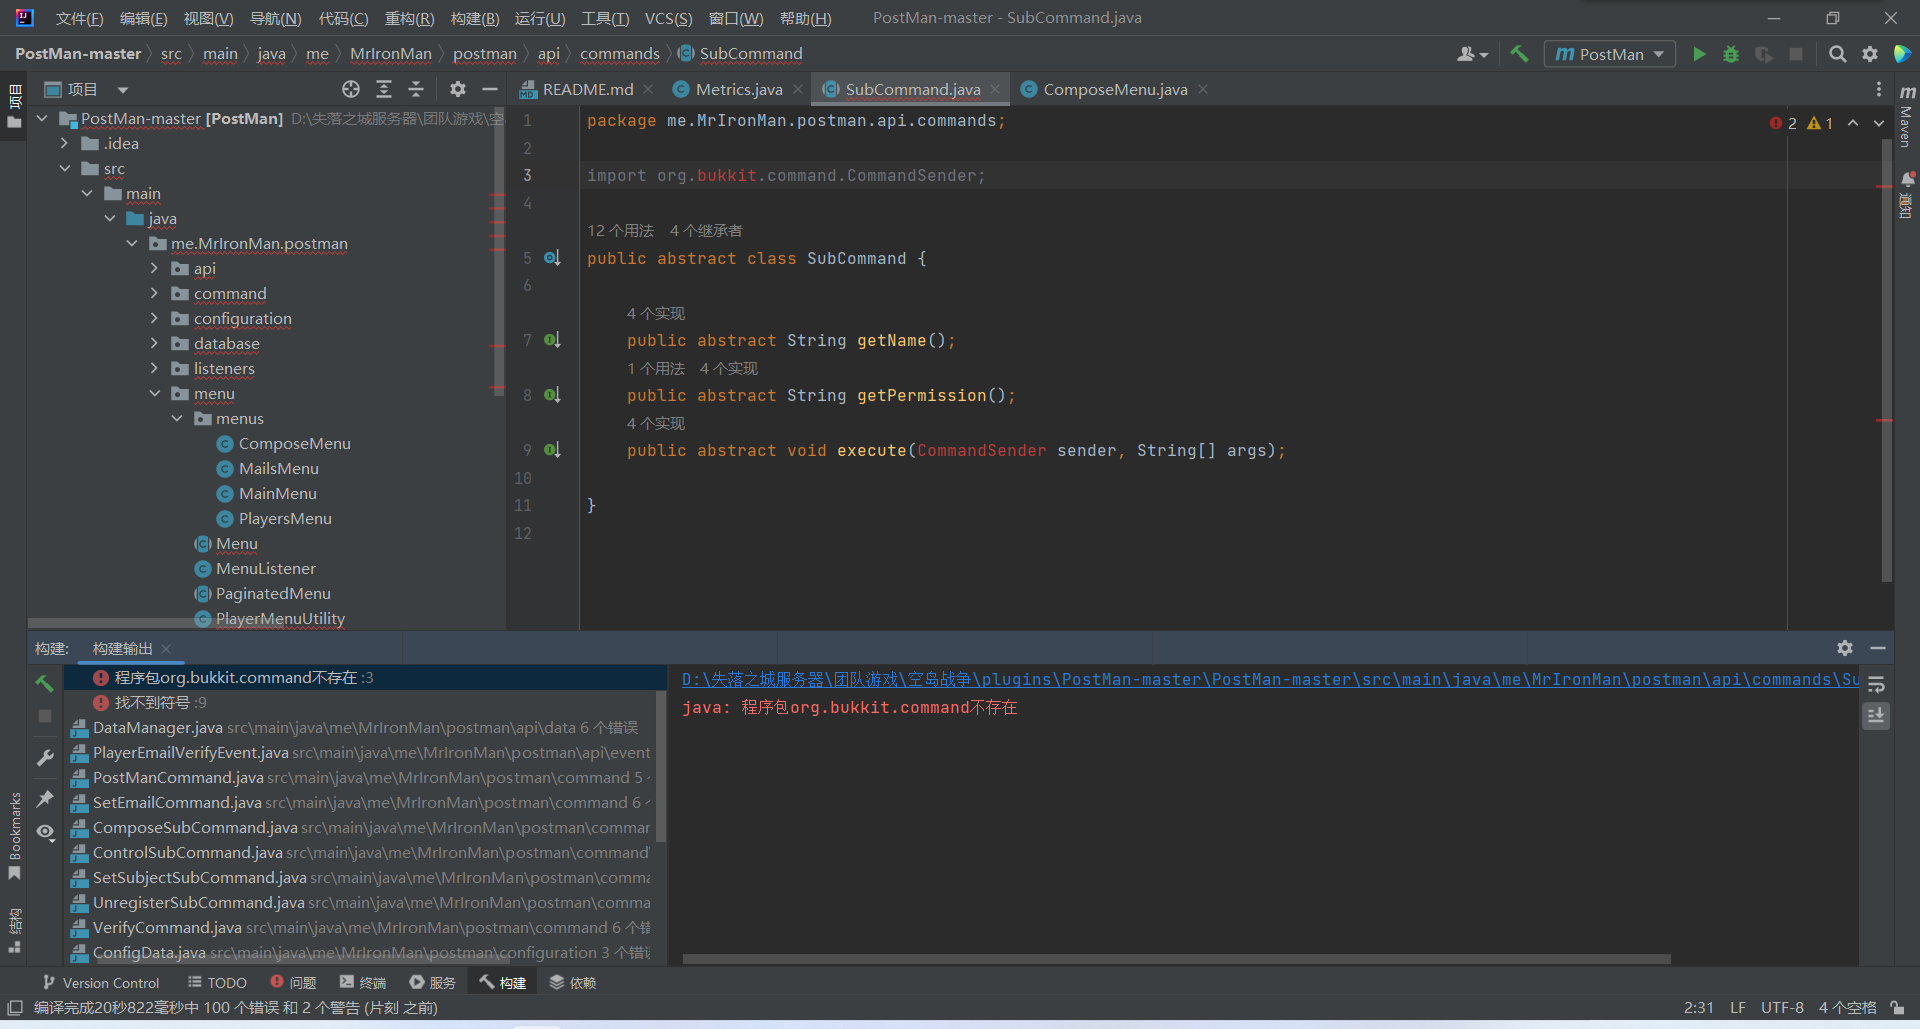 文件(F) 编辑(E) 视图(V) 导航(N) 代码(C) 重构(R) 构建(B) 运行(U) 工具(T) VCS(S) 窗口(W) 帮助(H) PostMan-master - SubCommand.java
PostMan-master src main java me MrIronMan postman api commands SubCommand
PostMan
项目
README.md Metrics.java SubCommand.java ComposeMenu.java
项目
PostMan-master [PostMan] D:\失落之城服务器\团队游戏\空
.idea
src
main
java
me.MrIronMan.postman
api
command
configuration
database
listeners
menu
menus
ComposeMenu
MailsMenu
MainMenu
PlayersMenu
Menu
MenuListener
PaginatedMenu
PlayerMenuUtility
1 package me.MrIronMan.postman.api.commands;
2
3 import org.bukkit.command.CommandSender;
4
12 个用法 4 个继承者
5 public abstract class SubCommand {
6
4 个实现
7 public abstract String getName();
1 个用法 4 个实现
8 public abstract String getPermission();
4 个实现
9 public abstract void execute(CommandSender sender, String[] args);
10
11 }
12
2 1
Maven
通知
构建: 构建输出
程序包org.bukkit.command不存在 :3
找不到符号 :9
DataManager.java src\main\java\me\MrIronMan\postman\api\data 6 个错误
PlayerEmailVerifyEvent.java src\main\java\me\MrIronMan\postman\api\event
PostManCommand.java src\main\java\me\MrIronMan\postman\command 5
SetEmailCommand.java src\main\java\me\MrIronMan\postman\command 6
ComposeSubCommand.java src\main\java\me\MrIronMan\postman\commar
ControlSubCommand.java src\main\java\me\MrIronMan\postman\command
SetSubjectSubCommand.java src\main\java\me\MrIronMan\postman\comma
UnregisterSubCommand.java src\main\java\me\MrIronMan\postman\comma
VerifyCommand.java src\main\java\me\MrIronMan\postman\command 6 个错
ConfigData.java src\main\java\me\MrIronMan\postman\configuration 3 个错误
D:\失落之城服务器\团队游戏\空岛战争\plugins\PostMan-master\PostMan-master\src\main\java\me\MrIronMan\postman\api\commands\Su
java: 程序包org.bukkit.command不存在
Bookmarks
结构
Version Control TODO 问题 终端 服务 构建 依赖
编译完成20秒822毫秒中 100 个错误 和 2 个警告 (片刻 之前)
2:31 LF UTF-8 4 个空格